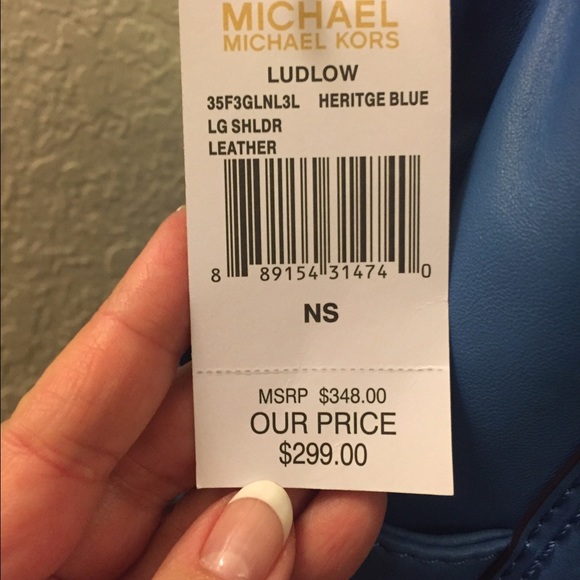 MICHAEL
MICHAEL KORS
LUDLOW
35F3GLNL3L HERITGE BLUE
LG SHLDR
LEATHER
8 89154 31474 0
NS
MSRP $348.00
OUR PRICE
$299.00